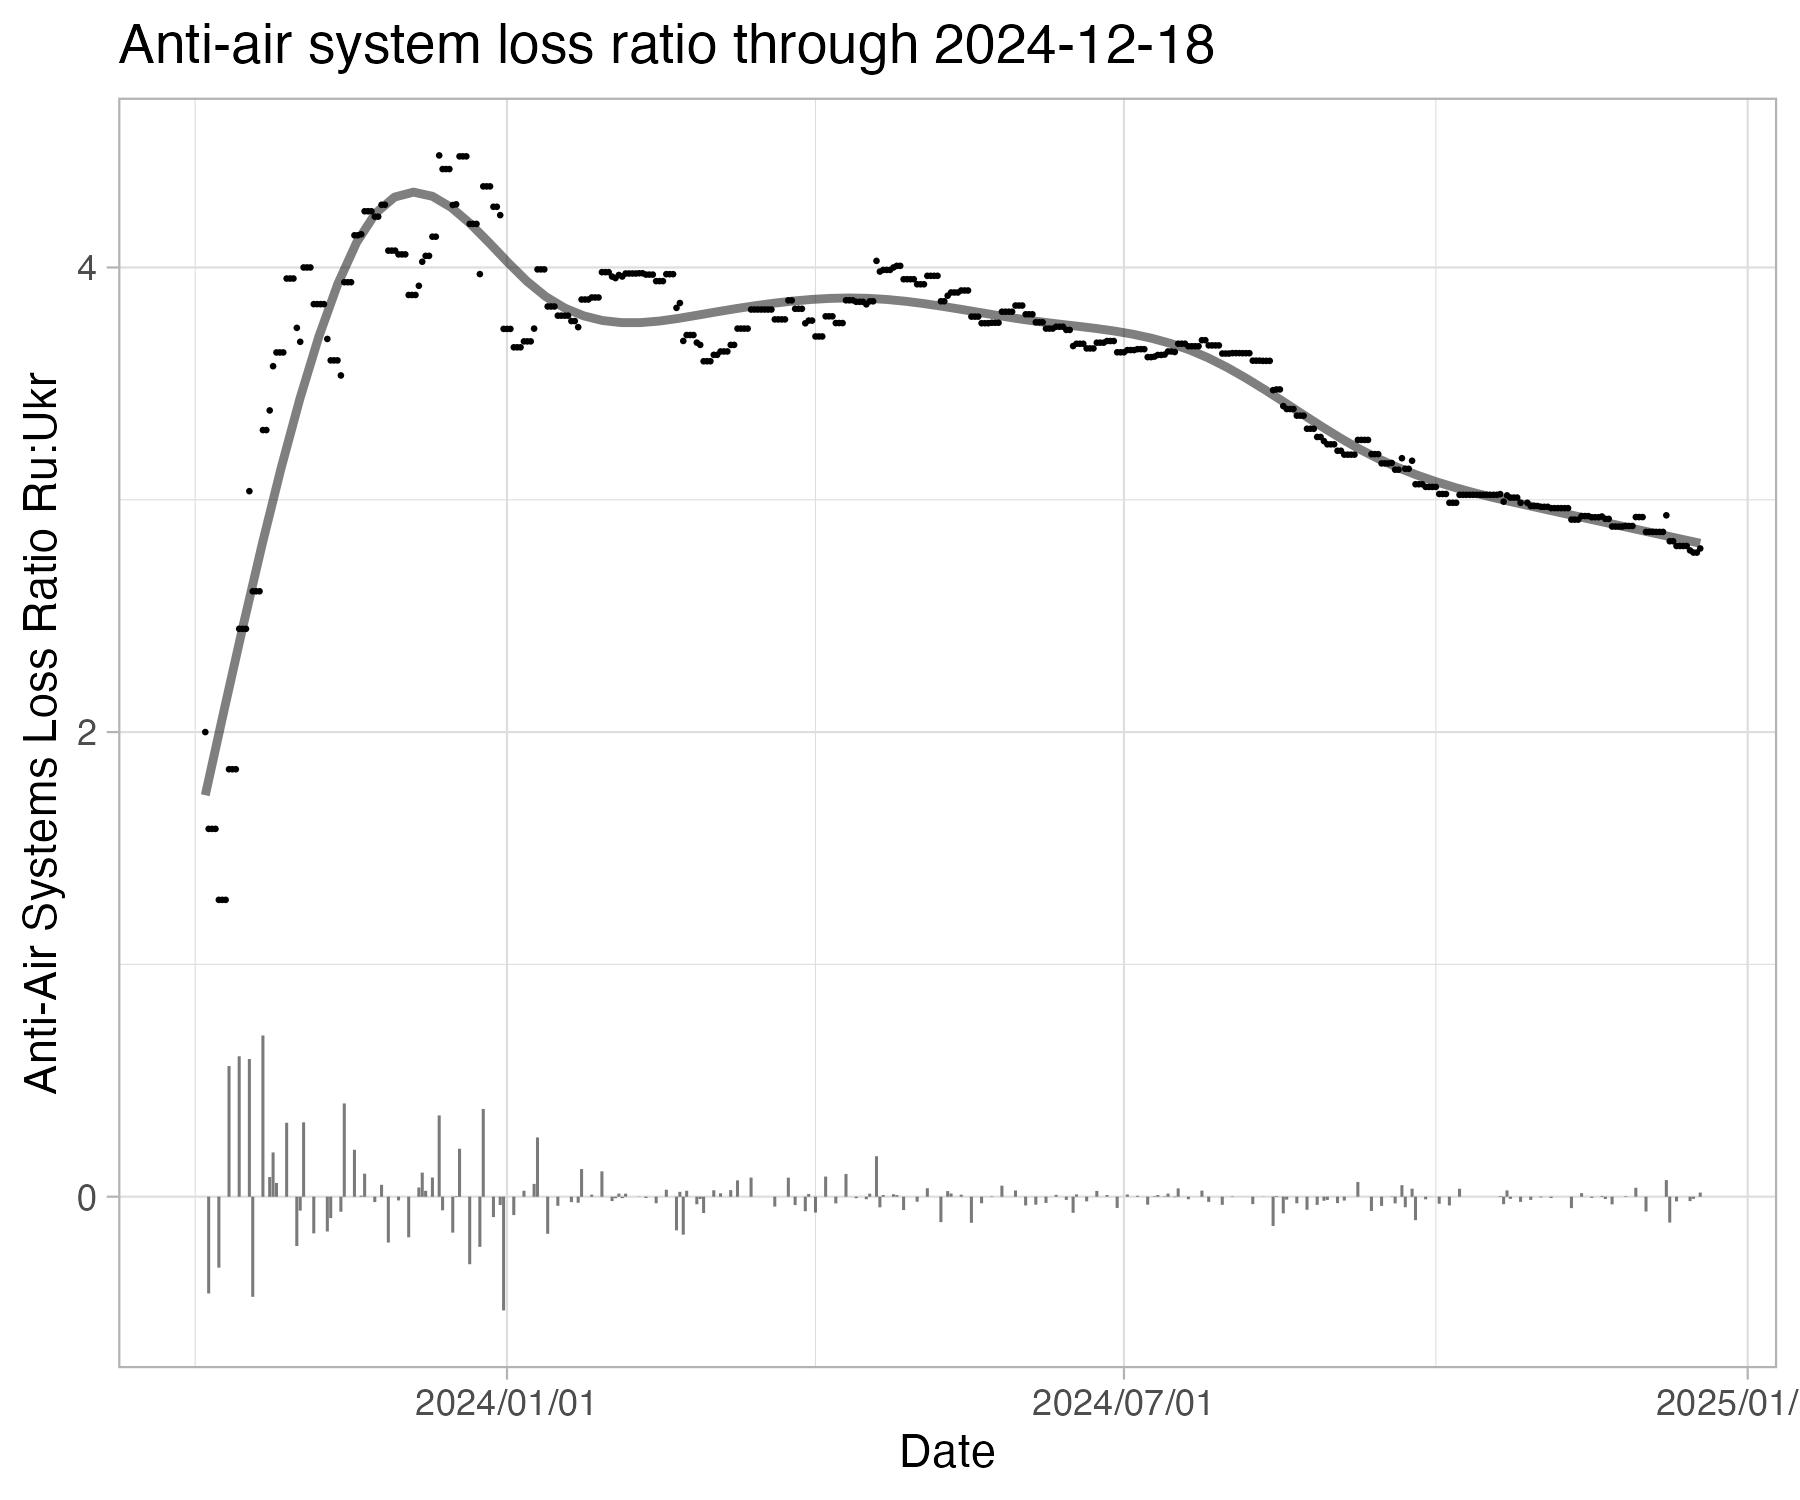 Anti-air system loss ratio through 2024-12-18
Anti-Air Systems Loss Ratio Ru:Ukr
4
2
0
2024/01/01
2024/07/01
2025/01/
Date